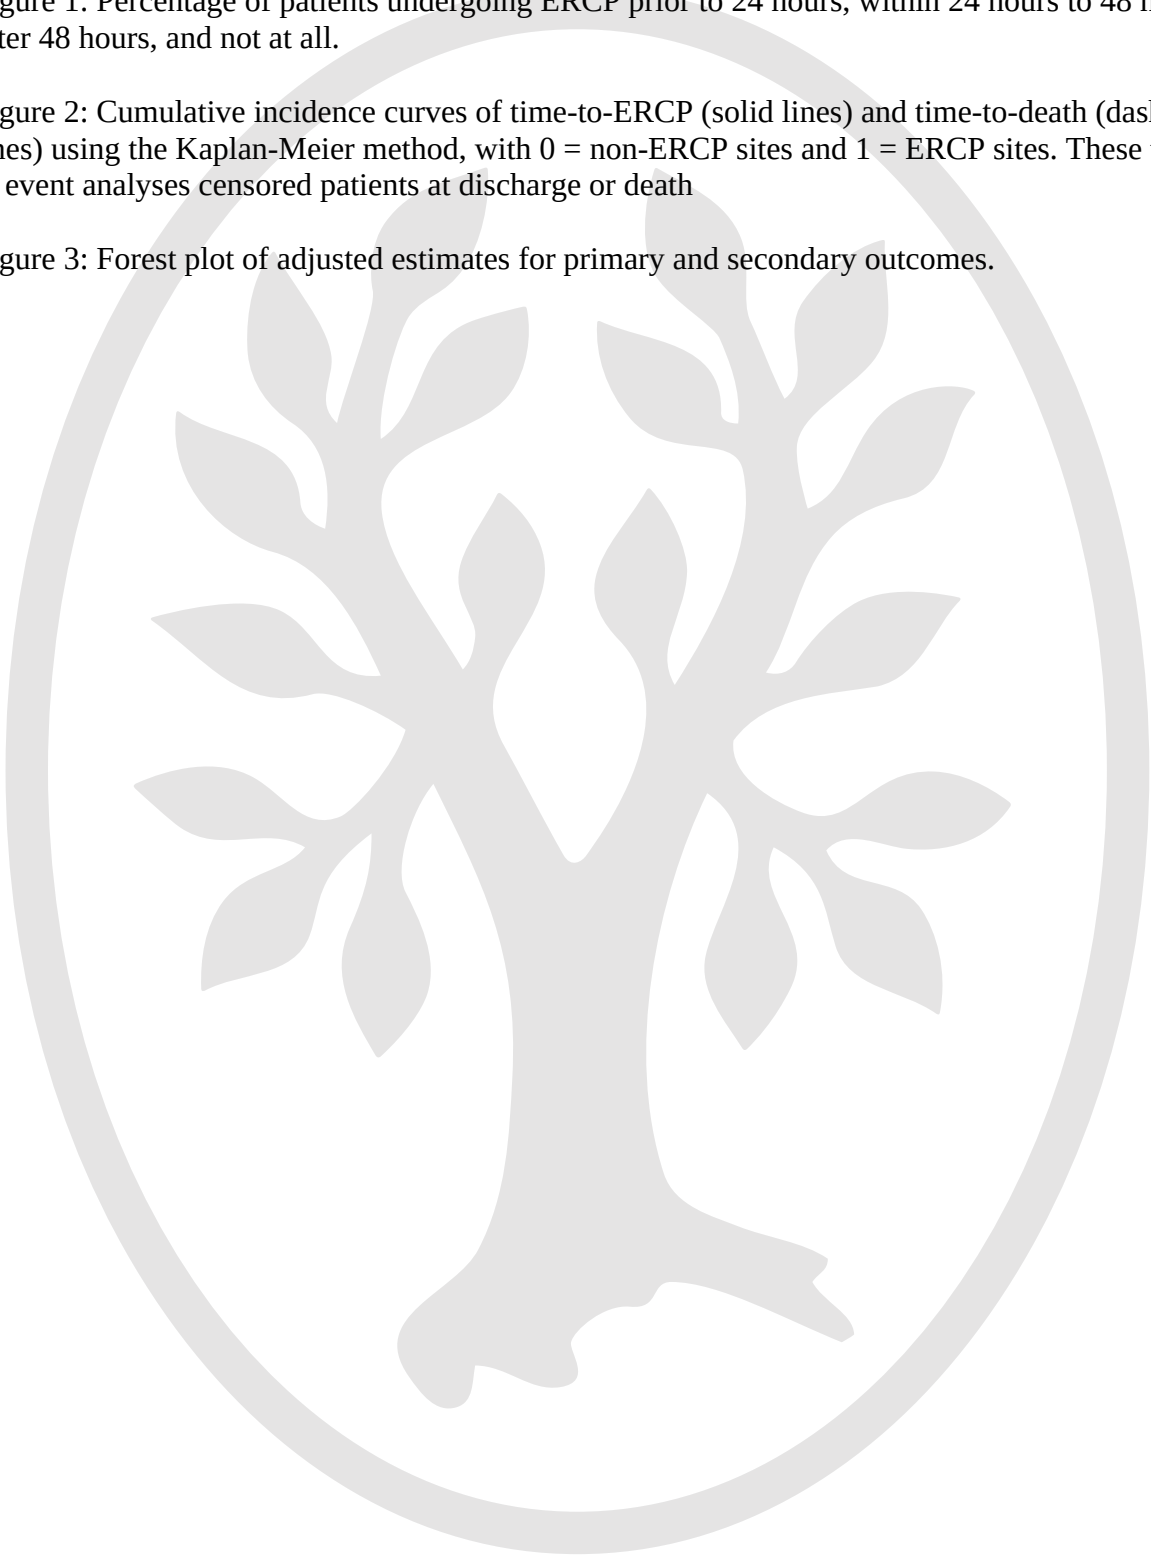 gure 1: Percentage of patients undergoing ERCP prior to 24 hours, within 24 hours to 48 h
ter 48 hours, and not at all.
gure 2: Cumulative incidence curves of time-to-ERCP (solid lines) and time-to-death (das
nes) using the Kaplan-Meier method, with 0 = non-ERCP sites and 1 = ERCP sites. These
event analyses censored patients at discharge or death
gure 3: Forest plot of adjusted estimates for primary and secondary outcomes.